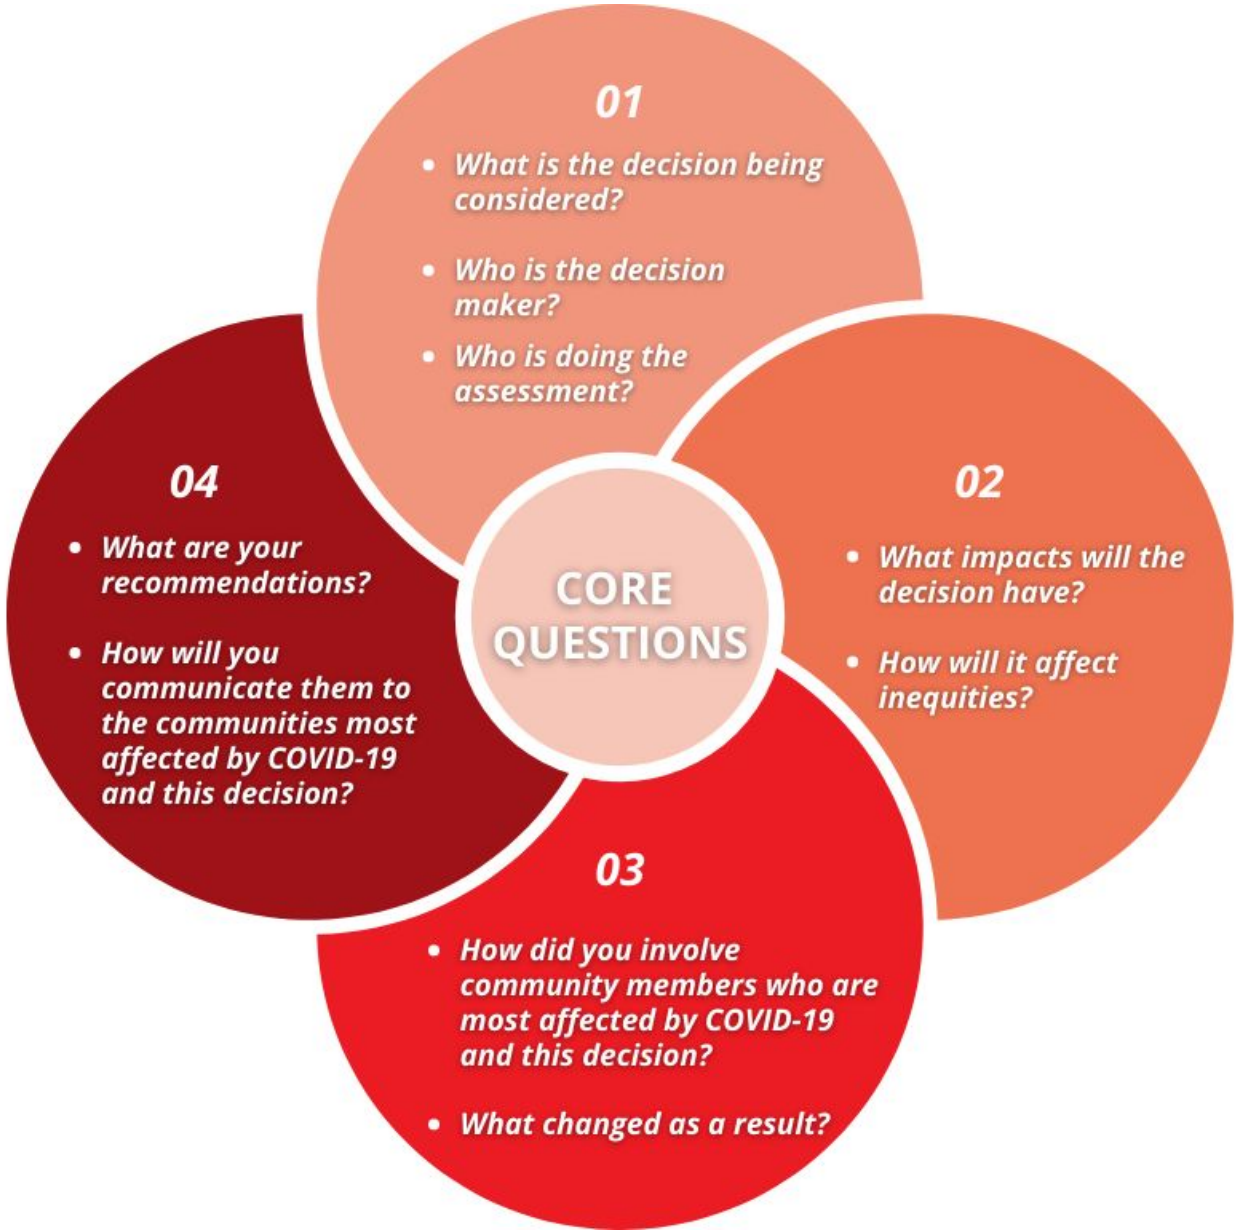 01
• What is the decision being
considered?
• Who is the decision
maker?
• Who is doing the
assessment?
02
• What impacts will the
decision have?
• How will it affect
inequities?
03
• How did you involve
community members who are
most affected by COVID-19
and this decision?
• What changed as a result?
04
• What are your
recommendations?
• How will you
communicate them to
the communities most
affected by COVID-19
and this decision?
CORE
QUESTIONS